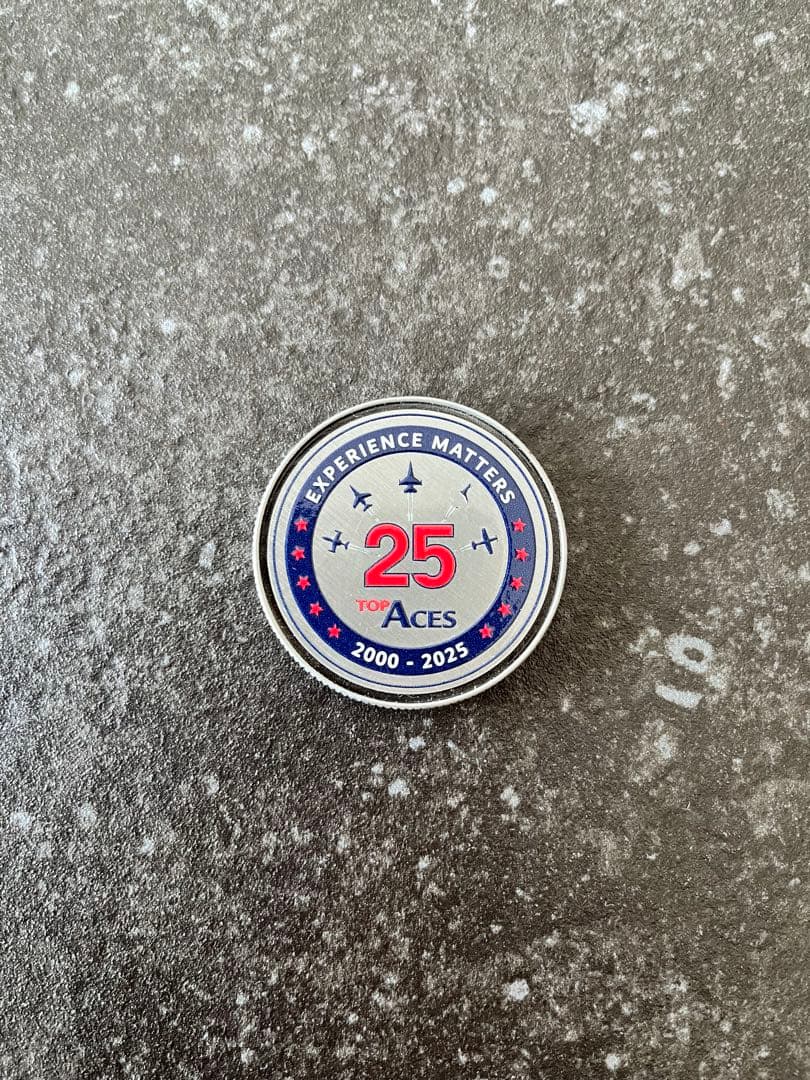 EXPERIENCE MATTERS
25
TOP ACES
2000 - 2025